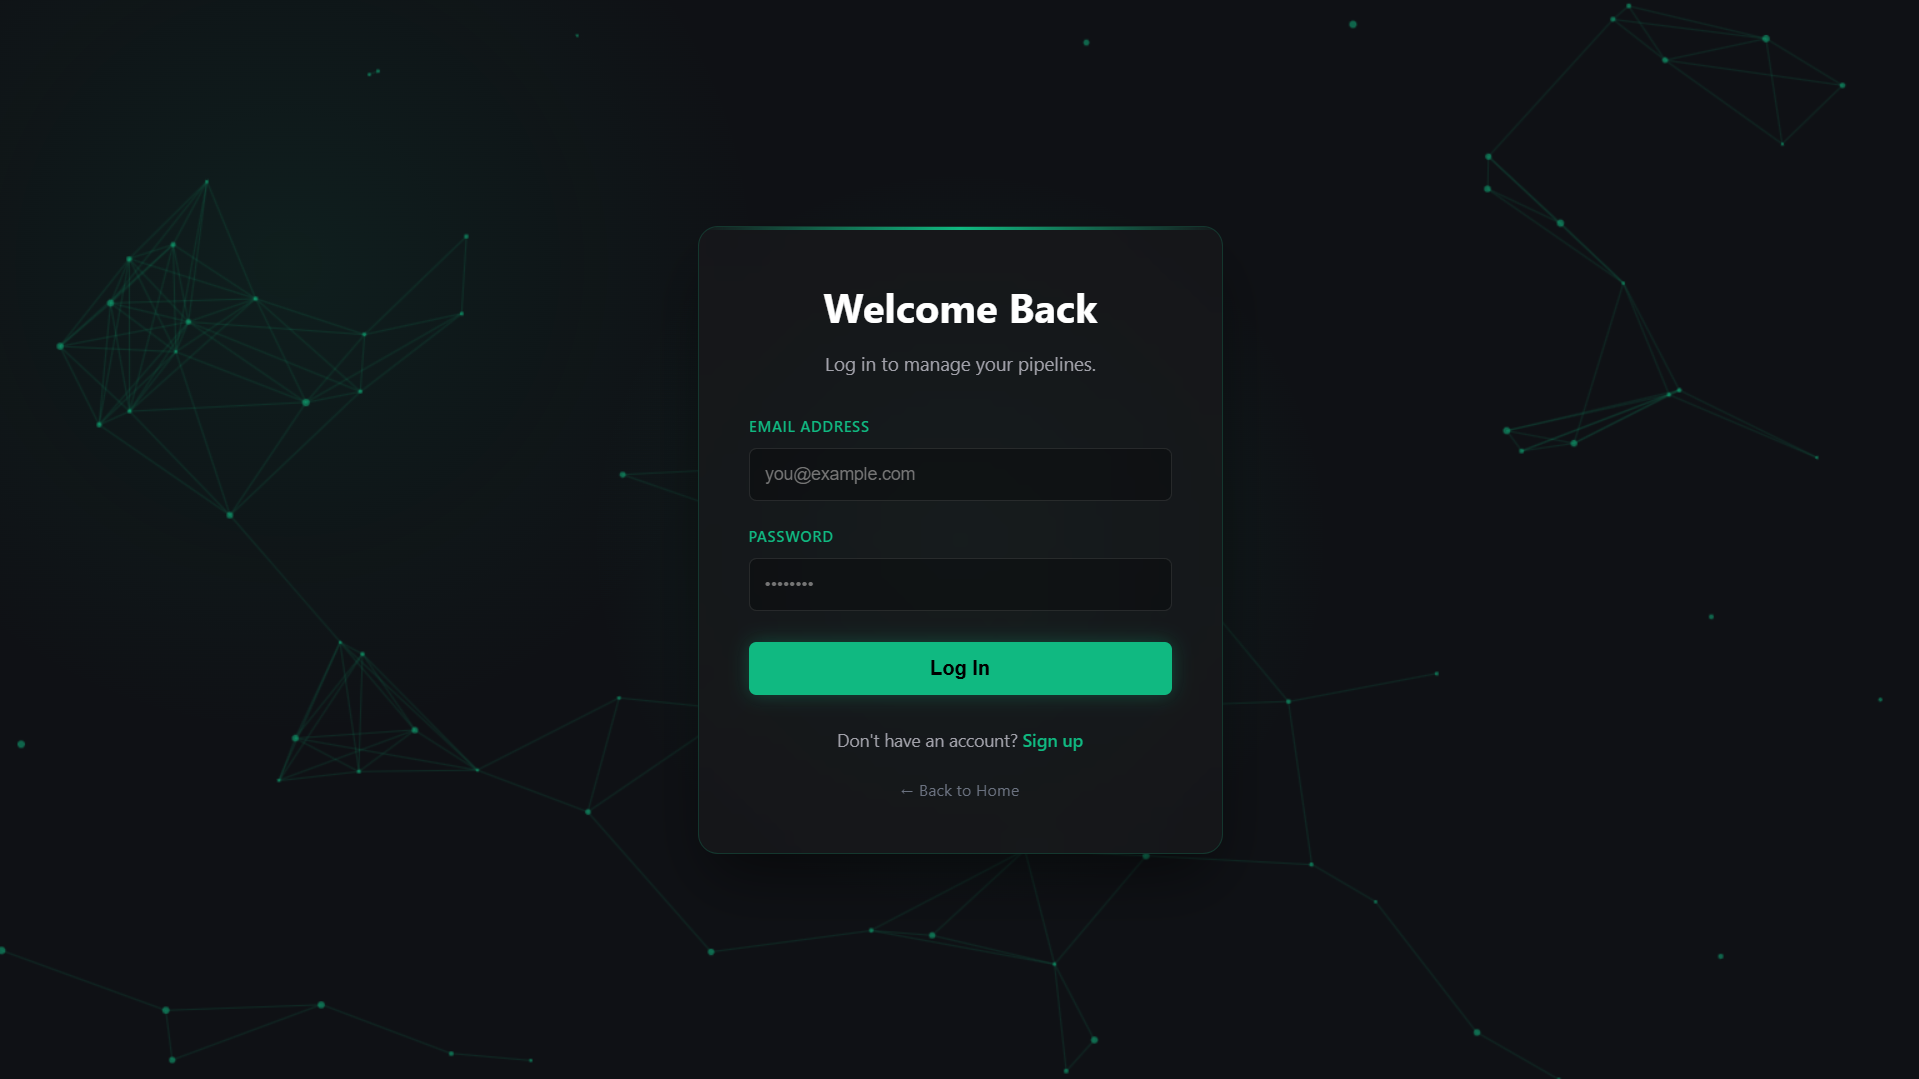 Welcome Back
Log in to manage your pipelines.
EMAIL ADDRESS
you@example.com
PASSWORD
••••••••
Log In
Don't have an account? Sign up
← Back to Home